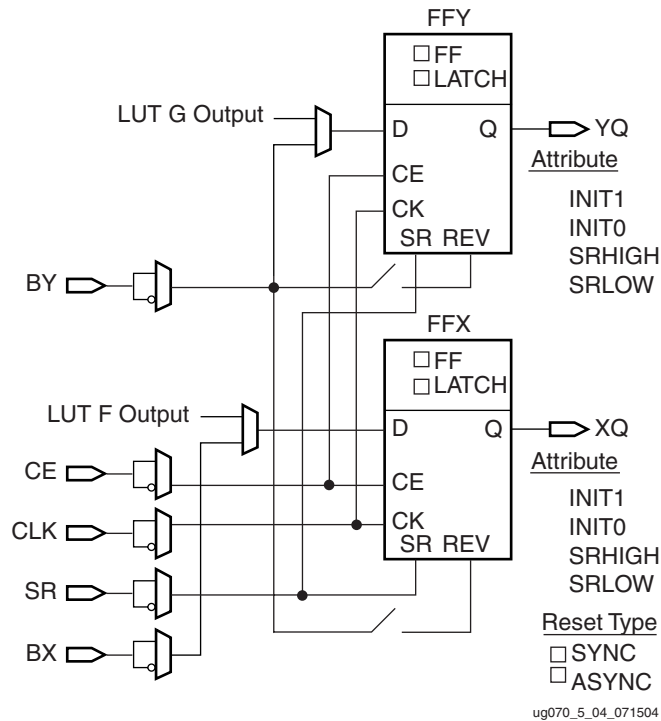 FFY
FF
LATCH
LUT G Output
D
Q
YQ
Attribute
CE
INIT1
CK
INIT0
SR REV
SRHIGH
BY
SRLOW
FFX
FF
LATCH
LUT F Output
D
Q
XQ
Attribute
CE
CE
INIT1
CLK
CK
INIT0
SR REV
SRHIGH
SR
SRLOW
Reset Type
BX
SYNC
ASYNC
ug070_5_04_071504